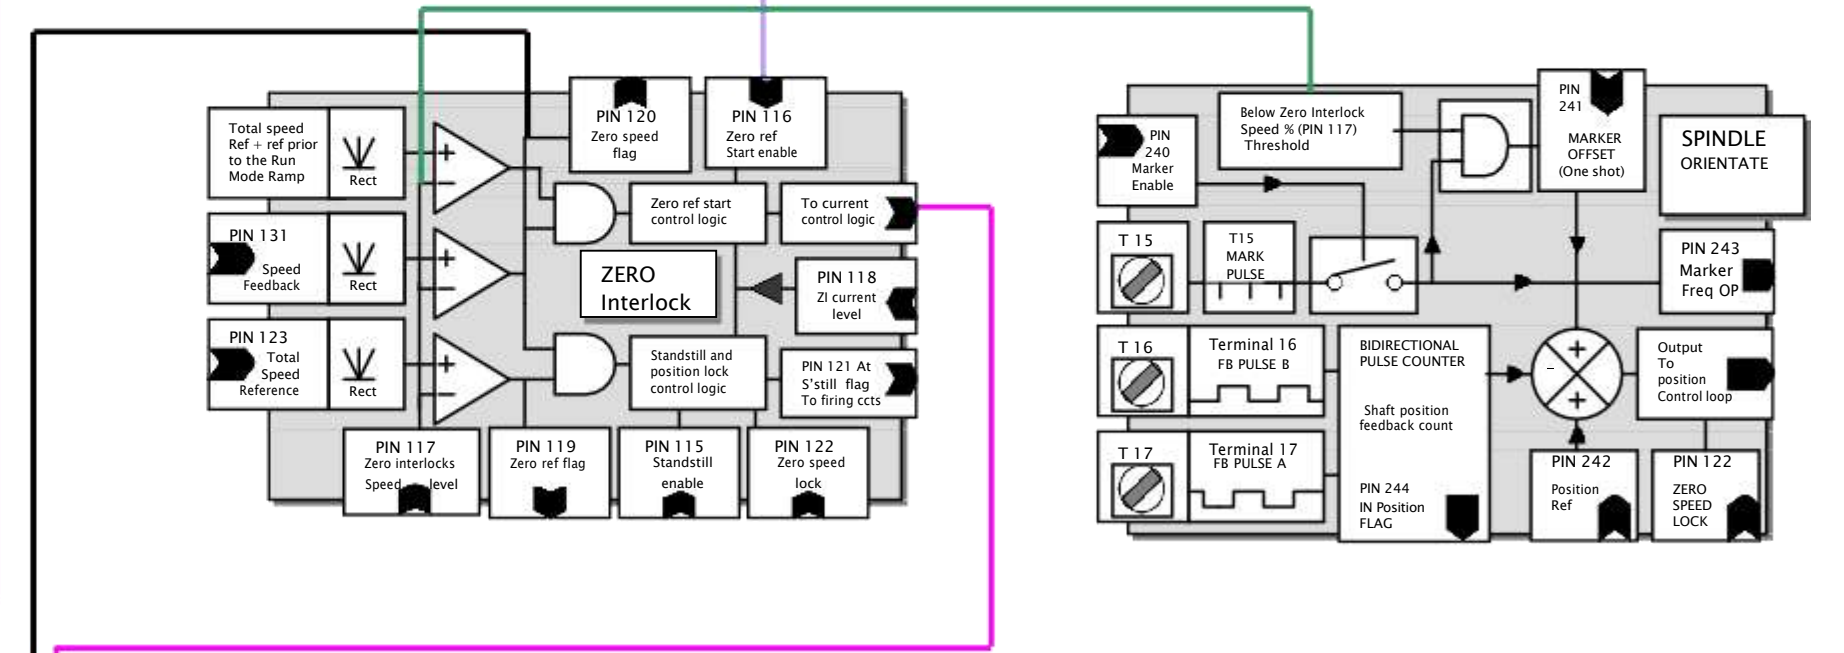 Total speed
Ref + ref prior
to the Run
Mode Ramp
Rect
PIN 131
Speed
Feedback
Rect
PIN 123
Total
Speed
Reference
Rect
+
−
+
−
+
−
PIN 120
Zero speed
flag
PIN 116
Zero ref
Start enable
Zero ref start
control logic
To current
control logic
ZERO
Interlock
PIN 118
ZI current
level
Standstill and
position lock
control logic
PIN 121 At
S'still flag
To firing ccts
PIN 117
Zero interlocks
Speed level
PIN 119
Zero ref flag
PIN 115
Standstill
enable
PIN 122
Zero speed
lock
PIN
240
Marker
Enable
Below Zero Interlock
Speed % (PIN 117)
Threshold
PIN
241
MARKER
OFFSET
(One shot)
SPINDLE
ORIENTATE
T 15
T15
MARK
PULSE
PIN 243
Marker
Freq OP
T 16
Terminal 16
FB PULSE B
BIDIRECTIONAL
PULSE COUNTER
Shaft position
feedback count
PIN 244
IN Position
FLAG
+
−
+
Output
To
position
Control loop
T 17
Terminal 17
FB PULSE A
PIN 242
Position
Ref
PIN 122
ZERO
SPEED
LOCK